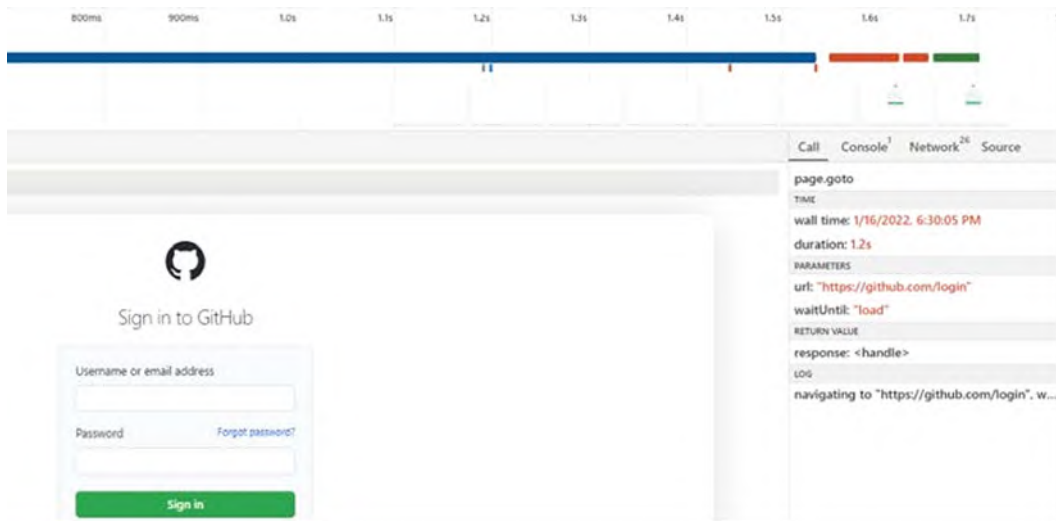 800ms 900ms 1.0s 1.1s 1.2s 1.3s 1.4s 1.5s 1.6s 1.7s
Call Console 1 Network 26 Source
page.goto
TIME
wall time: 1/16/2022, 6:30:05 PM
duration: 1.2s
PARAMETERS
url: "https://github.com/login"
waitUntil: "load"
RETURN VALUE
response: <handle>
LOG
navigating to "https://github.com/login", w...
Sign in to GitHub
Username or email address
Password Forgot password?
Sign in